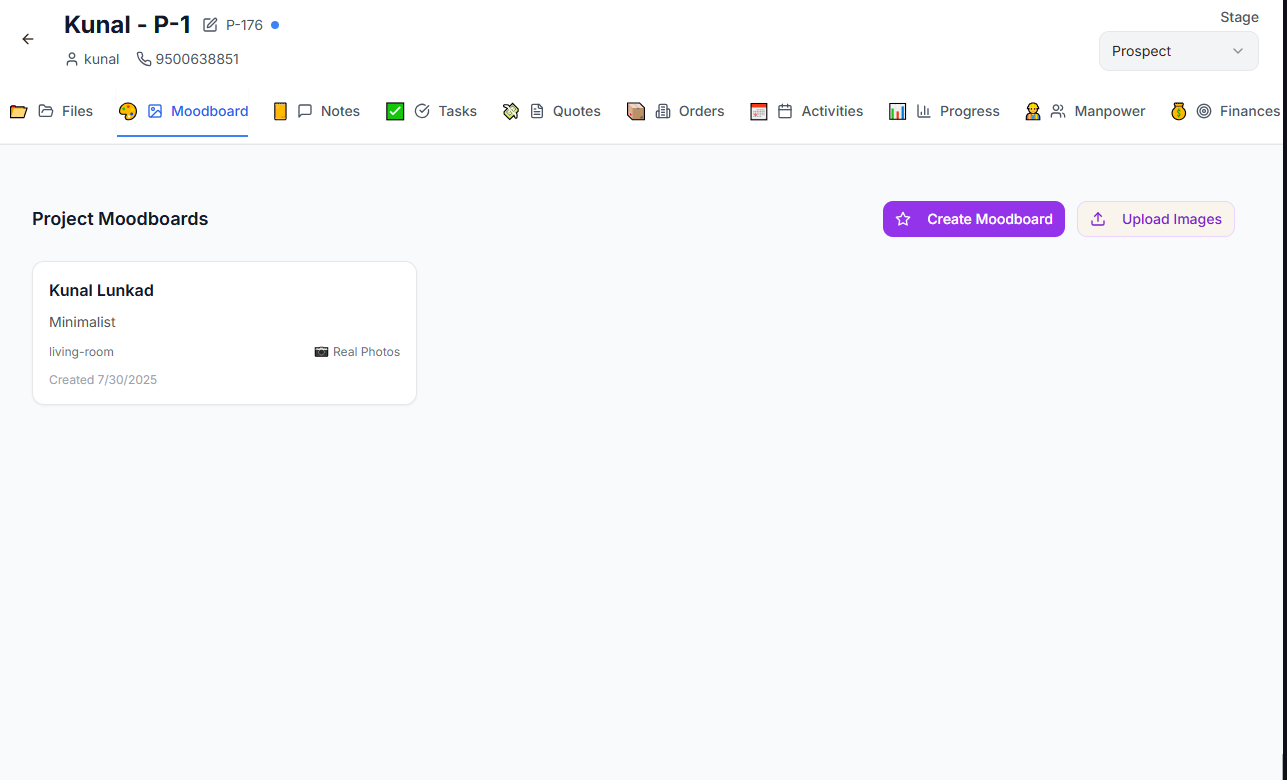 Kunal - P-1 P-176
Stage
kunal 9500638851
Prospect
Files Moodboard Notes Tasks Quotes Orders Activities Progress Manpower Finances
Project Moodboards
Create Moodboard
Upload Images
Kunal Lunkad
Minimalist
living-room Real Photos
Created 7/30/2025